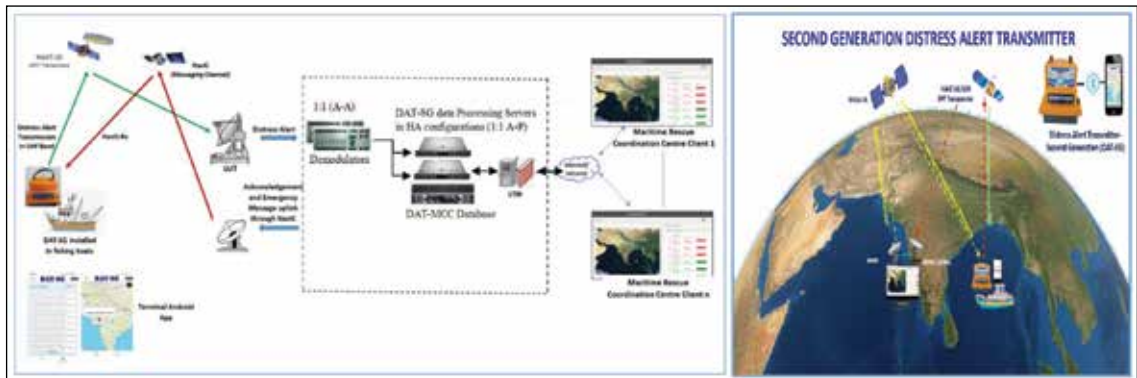 NavIC
(Messaging Channel)
Distress Alert
Transmission
in UHF Band
NavIC Rx
LUT
DAT-SG installed
in fishing boats
Terminal Android
App
Distress Alert
Acknowledgement
and Emergency
Message uplink
through NavIC
1:1 (A-A)
Demodulators
DAT-SG data Processing Servers
in HA configurations (1:1 A-P)
DAT-MCC Database
UTM
Maritime Rescue
Coordination Centre Client 1
Maritime Rescue
Coordination Centre Client n
SECOND GENERATION DISTRESS ALERT TRANSMITTER
Distress Alert Transmitter-
Second Generation (DAT-SG)